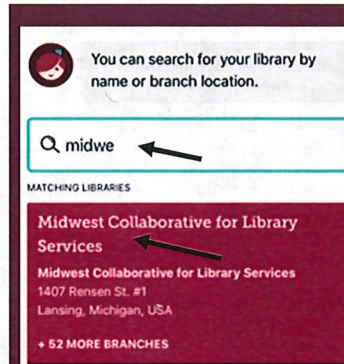 You can search for your library by
name or branch location.
midwe
MATCHING LIBRARIES
Midwest Collaborative for Library
Services
Midwest Collaborative for Library Services
1407 Rensen St. #1
Lansing, Michigan, USA
+ 52 MORE BRANCHES